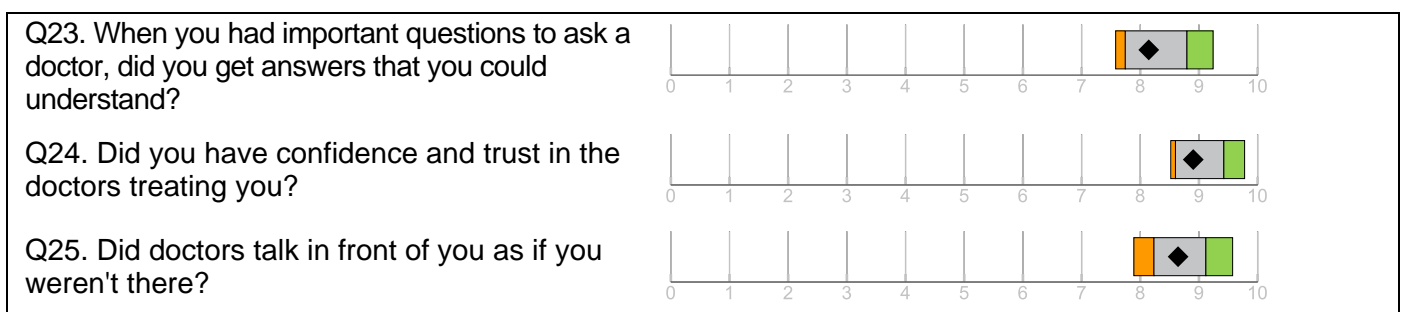 Q23. When you had important questions to ask a
doctor, did you get answers that you could
understand?
0 1 2 3 4 5 6 7 8 9 10
Q24. Did you have confidence and trust in the
doctors treating you?
0 1 2 3 4 5 6 7 8 9 10
Q25. Did doctors talk in front of you as if you
weren't there?
0 1 2 3 4 5 6 7 8 9 10